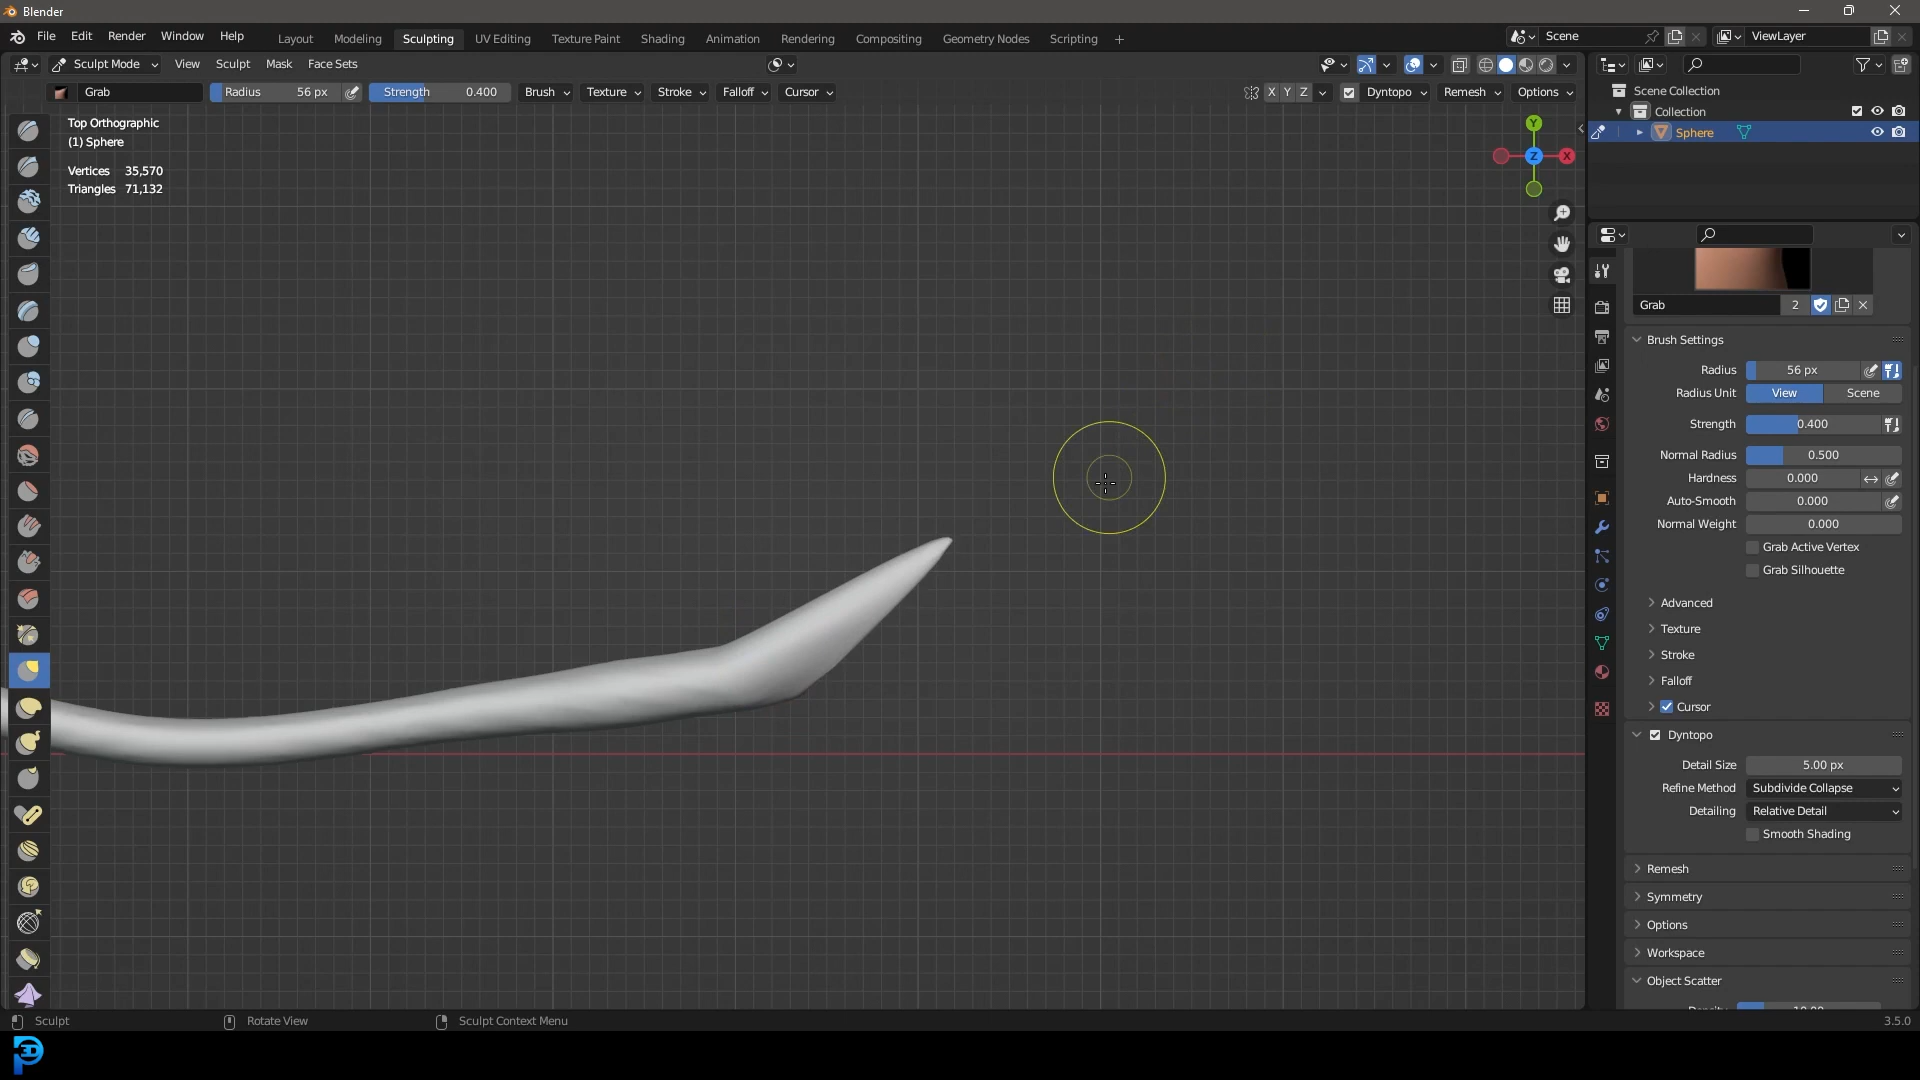 Blender
File Edit Render Window Help
Layout Modeling Sculpting UV Editing Texture Paint Shading Animation Rendering Compositing Geometry Nodes Scripting +
Scene
ViewLayer
Sculpt Mode View Sculpt Mask Face Sets
Grab Radius 56 px Strength 0.400 Brush Texture Stroke Falloff Cursor
X Y Z Dyntopo Remesh Options
Top Orthographic
(1) Sphere
Vertices 35,570
Triangles 71,132
Y
Z
X
Scene Collection
Collection
Sphere
Grab 2
Brush Settings
Radius 56 px
Radius Unit View Scene
Strength 0.400
Normal Radius 0.500
Hardness 0.000
Auto-Smooth 0.000
Normal Weight 0.000
Grab Active Vertex
Grab Silhouette
Advanced
Texture
Stroke
Falloff
Cursor
Dyntopo
Detail Size 5.00 px
Refine Method Subdivide Collapse
Detailing Relative Detail
Smooth Shading
Remesh
Symmetry
Options
Workspace
Object Scatter
Sculpt Rotate View Sculpt Context Menu
3.5.0